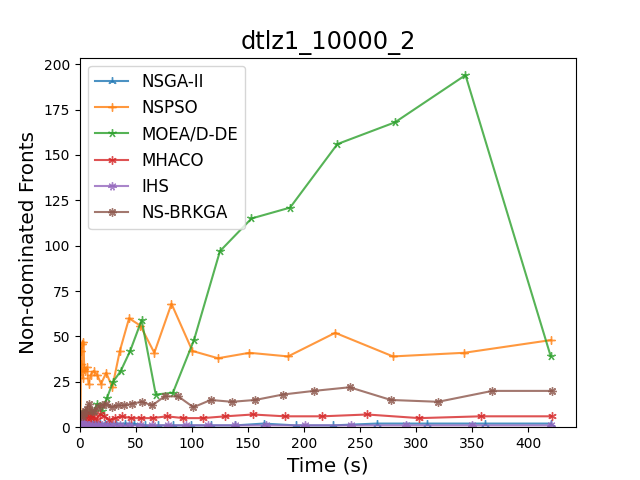 dtlz1_10000_2
Non-dominated Fronts
200
175
150
125
100
75
50
25
0
NSGA-II
NSPSO
MOEA/D-DE
MHACO
IHS
NS-BRKGA
0 50 100 150 200 250 300 350 400
Time (s)